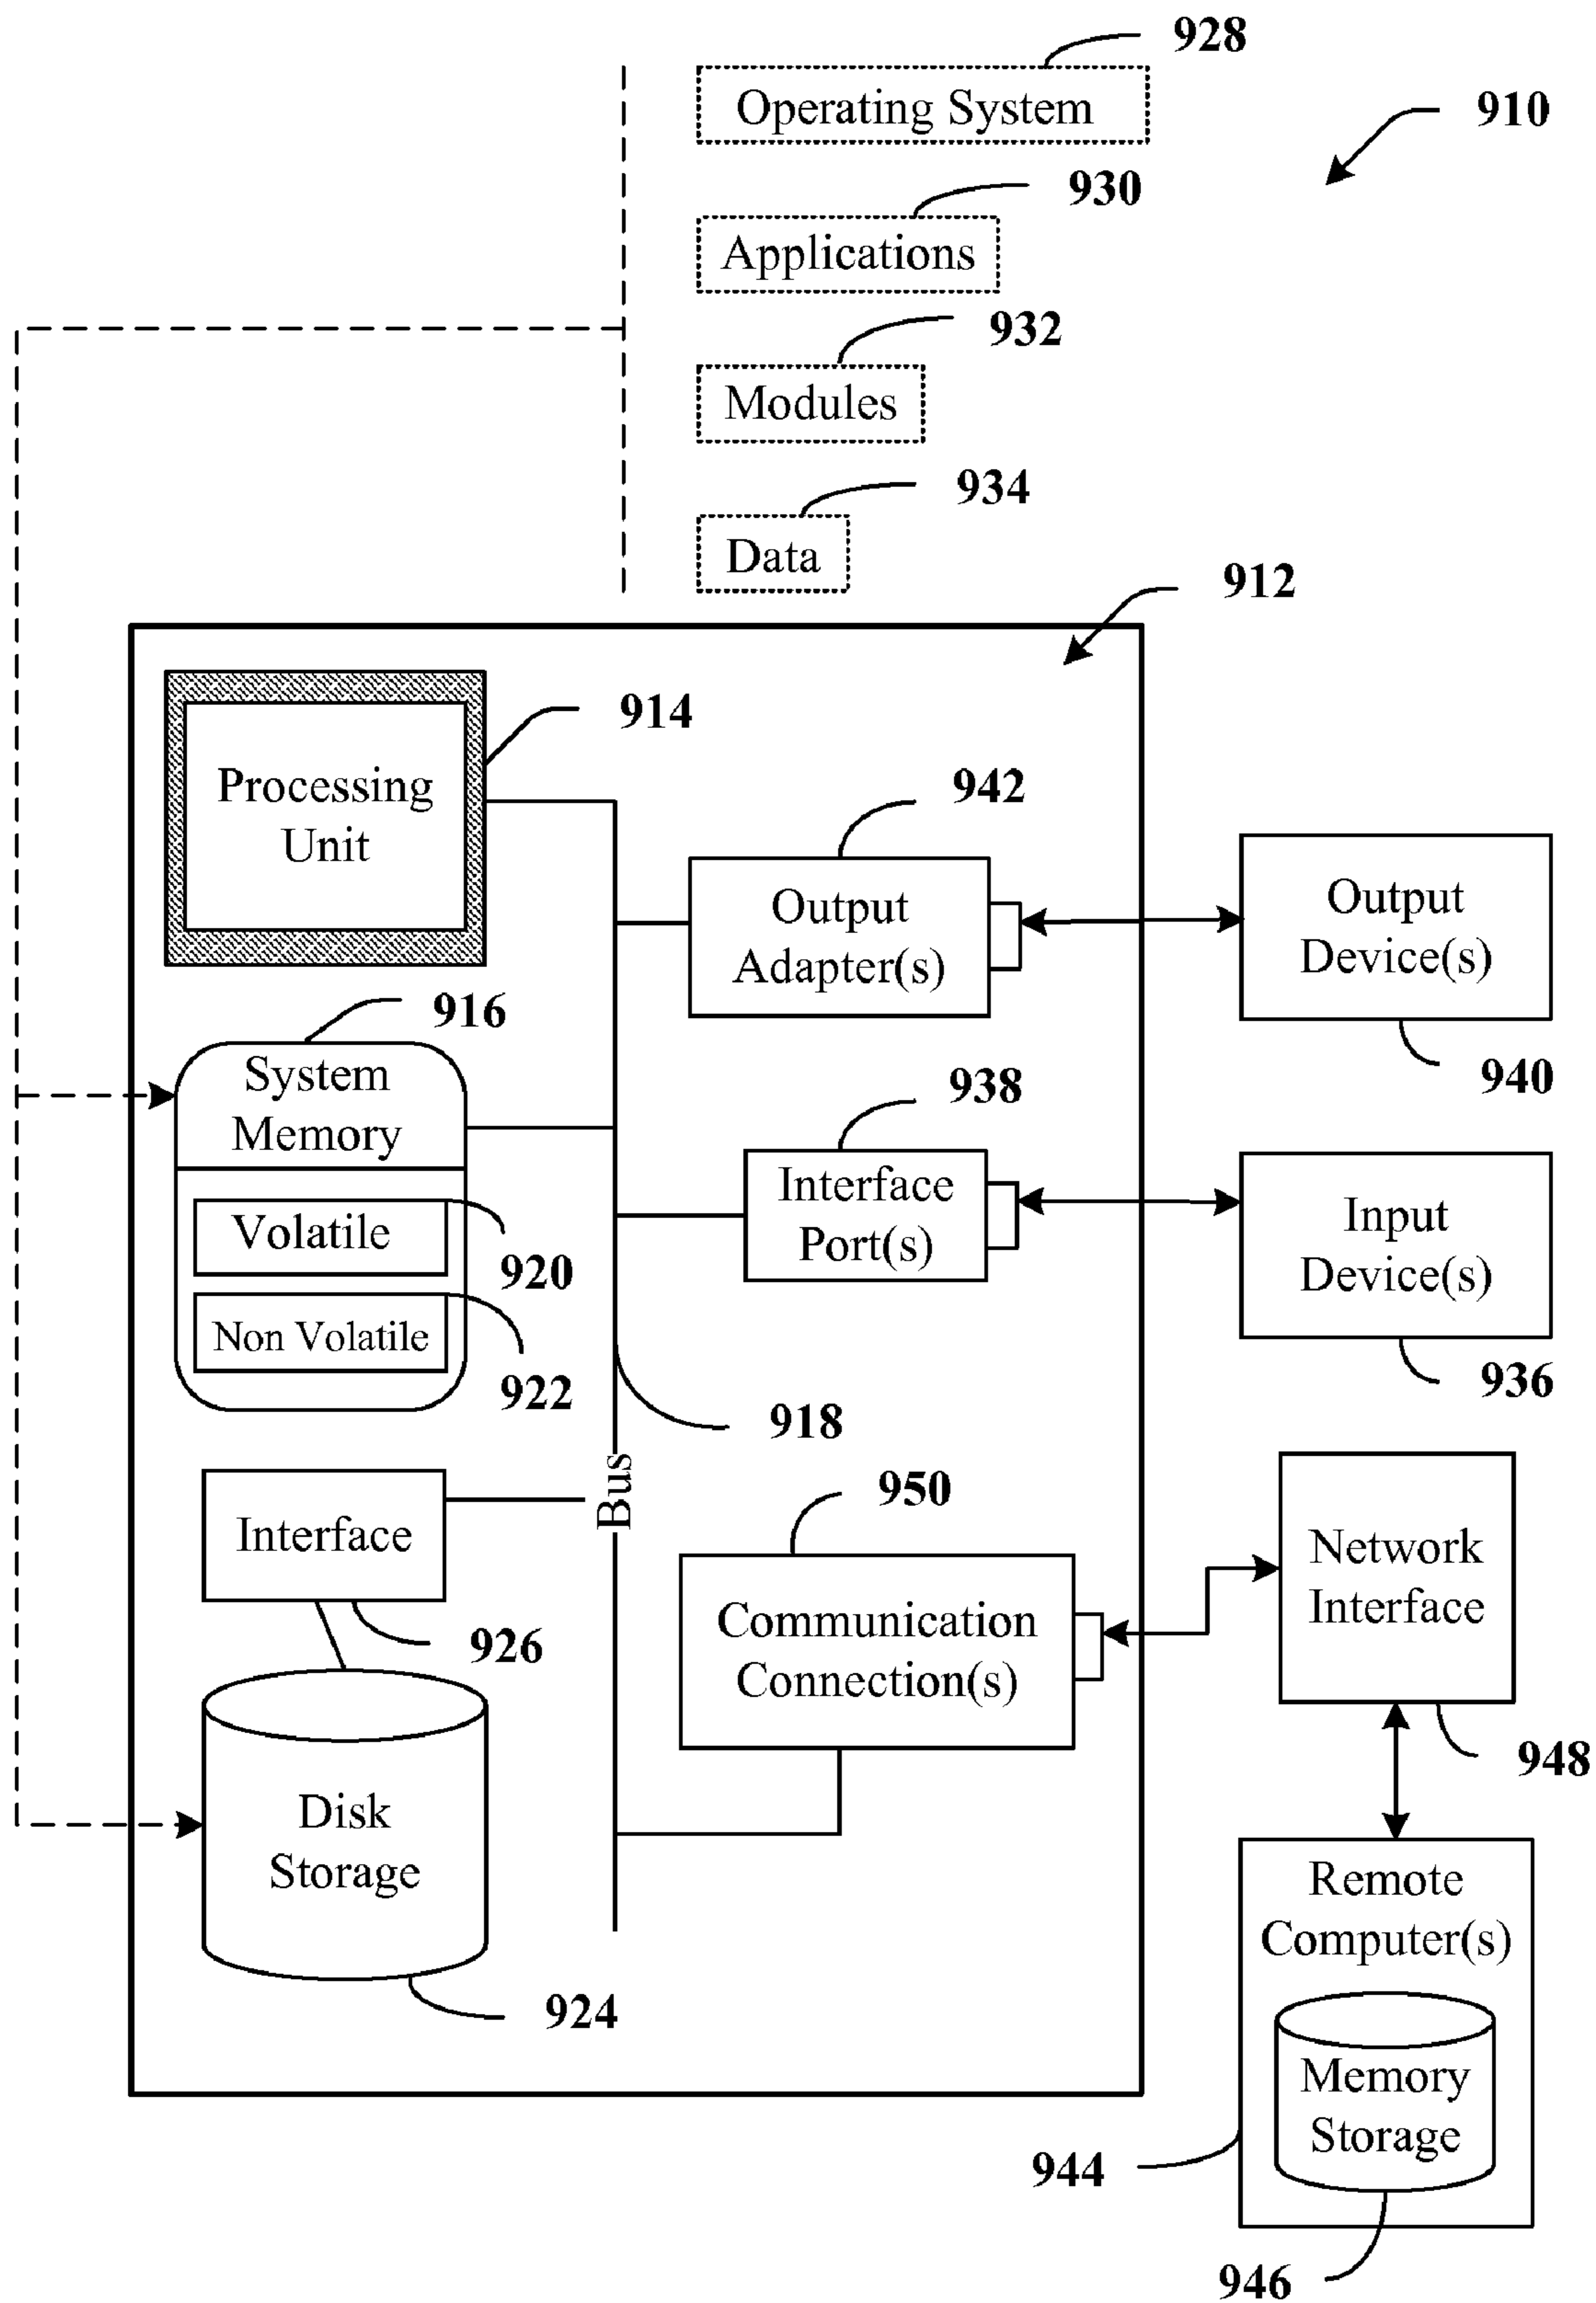 928
Operating System
910
930
Applications
932
Modules
934
Data
912
914
Processing
Unit
942
Output
Adapter(s)
Output
Device(s)
940
916
System
Memory
938
Interface
Port(s)
Input
Device(s)
936
Volatile
920
Non Volatile
922
918
Bus
Interface
926
950
Communication
Connection(s)
Network
Interface
948
Disk
Storage
924
Remote
Computer(s)
Memory
Storage
944
946